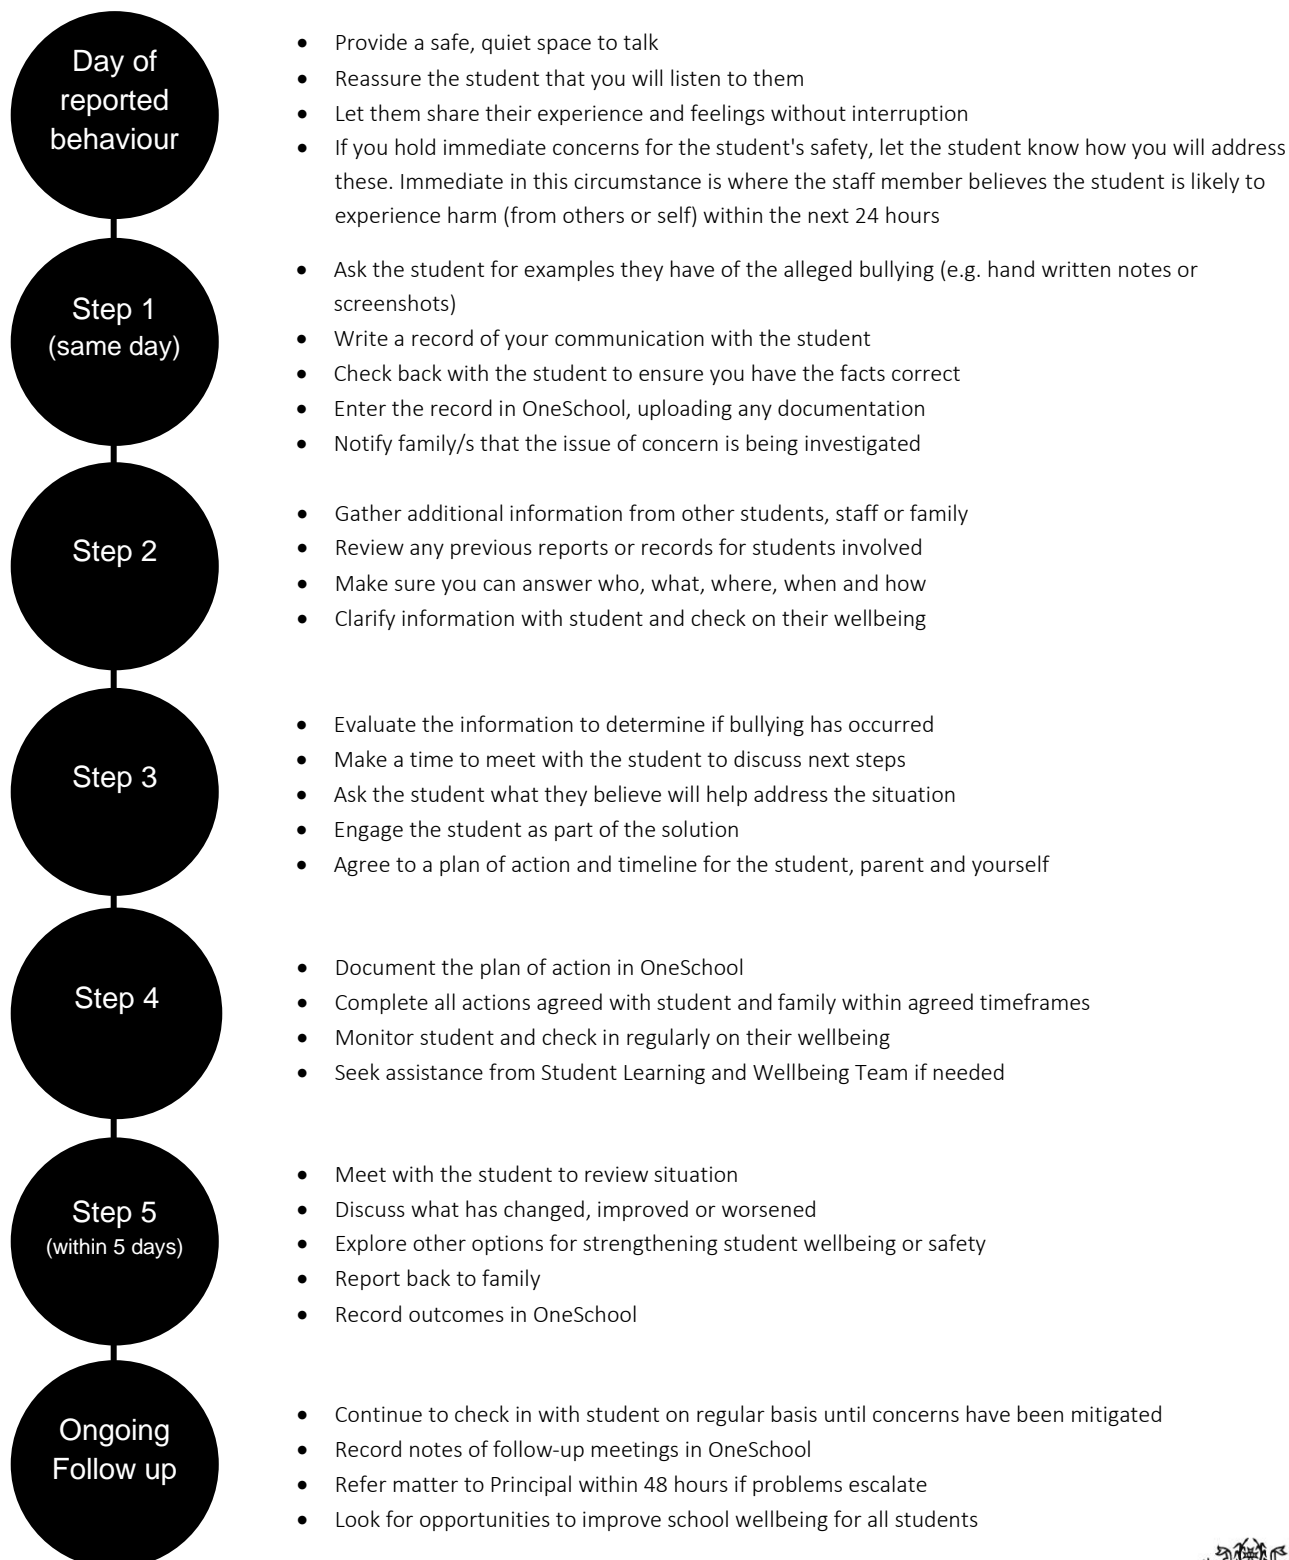 Day of
reported
behaviour
• Provide a safe, quiet space to talk
• Reassure the student that you will listen to them
• Let them share their experience and feelings without interruption
• If you hold immediate concerns for the student's safety, let the student know how you will address
these. Immediate in this circumstance is where the staff member believes the student is likely to
experience harm (from others or self) within the next 24 hours
Step 1
(same day)
• Ask the student for examples they have of the alleged bullying (e.g. hand written notes or
screenshots)
• Write a record of your communication with the student
• Check back with the student to ensure you have the facts correct
• Enter the record in OneSchool, uploading any documentation
• Notify family/s that the issue of concern is being investigated
Step 2
• Gather additional information from other students, staff or family
• Review any previous reports or records for students involved
• Make sure you can answer who, what, where, when and how
• Clarify information with student and check on their wellbeing
Step 3
• Evaluate the information to determine if bullying has occurred
• Make a time to meet with the student to discuss next steps
• Ask the student what they believe will help address the situation
• Engage the student as part of the solution
• Agree to a plan of action and timeline for the student, parent and yourself
Step 4
• Document the plan of action in OneSchool
• Complete all actions agreed with student and family within agreed timeframes
• Monitor student and check in regularly on their wellbeing
• Seek assistance from Student Learning and Wellbeing Team if needed
Step 5
(within 5 days)
• Meet with the student to review situation
• Discuss what has changed, improved or worsened
• Explore other options for strengthening student wellbeing or safety
• Report back to family
• Record outcomes in OneSchool
Ongoing
Follow up
• Continue to check in with student on regular basis until concerns have been mitigated
• Record notes of follow-up meetings in OneSchool
• Refer matter to Principal within 48 hours if problems escalate
• Look for opportunities to improve school wellbeing for all students